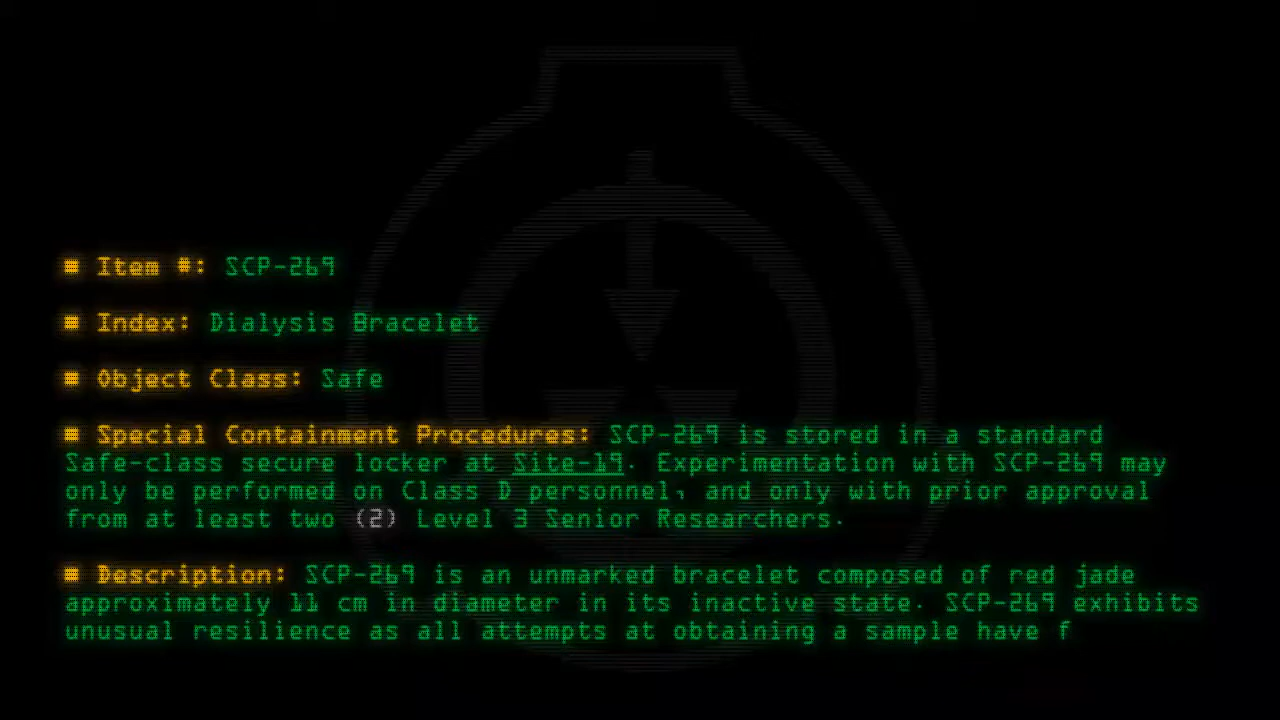 ■ Item #: SCP-269
■ Index: Dialysis Bracelet
■ Object Class: Safe
■ Special Containment Procedures: SCP-269 is stored in a standard
Safe-class secure locker at Site-19. Experimentation with SCP-269 may
only be performed on Class D personnel, and only with prior approval
from at least two (2) Level 3 Senior Researchers.
■ Description: SCP-269 is an unmarked bracelet composed of red jade
approximately 11 cm in diameter in its inactive state. SCP-269 exhibits
unusual resilience as all attempts at obtaining a sample have f